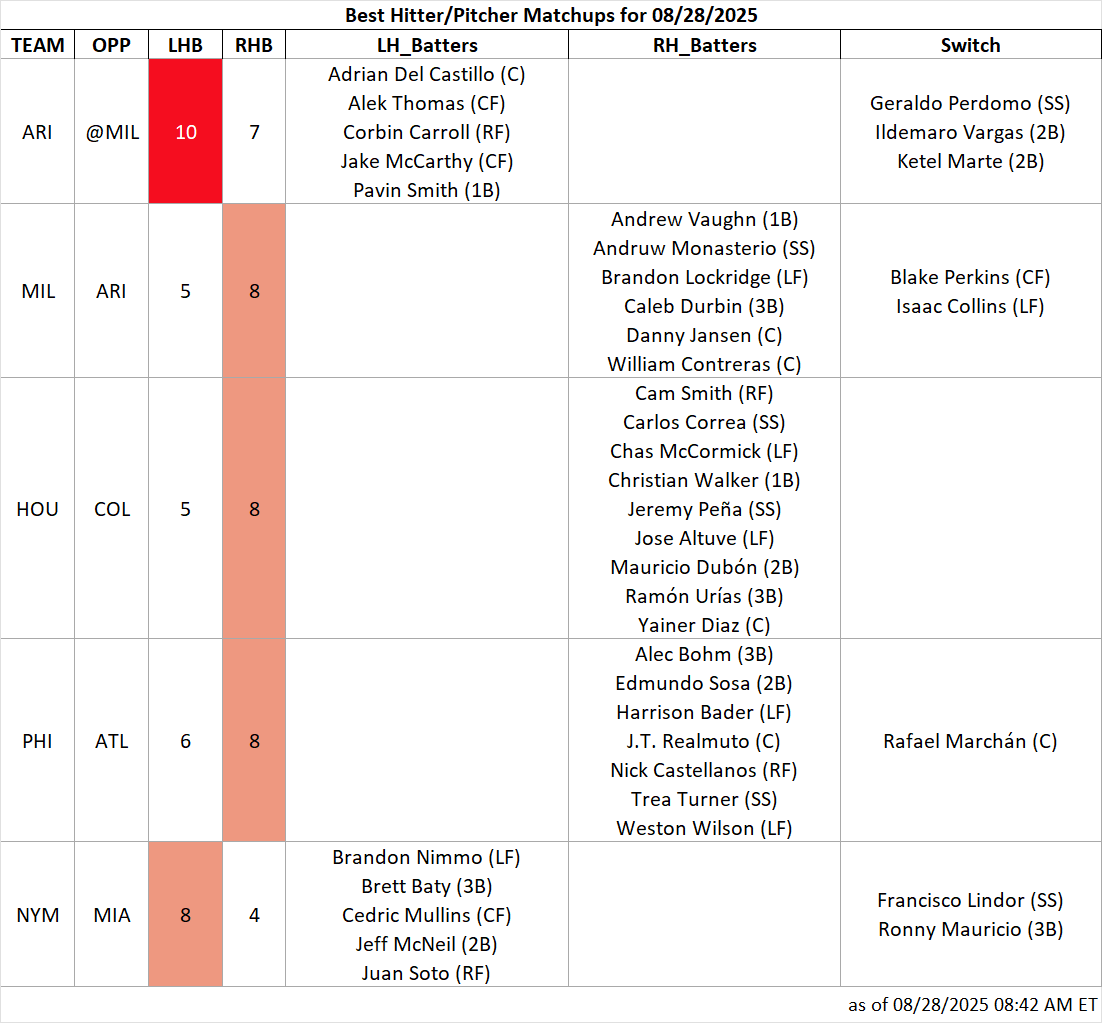 Best Hitter/Pitcher Matchups for 08/28/2025
TEAM OPP LHB RHB LH_Batters RH_Batters Switch
ARI @MIL 10 7
Adrian Del Castillo (C)
Alek Thomas (CF)
Corbin Carroll (RF)
Jake McCarthy (CF)
Pavin Smith (1B)
Geraldo Perdomo (SS)
Ildemaro Vargas (2B)
Ketel Marte (2B)
MIL ARI 5 8
Andrew Vaughn (1B)
Andruw Monasterio (SS)
Brandon Lockridge (LF)
Caleb Durbin (3B)
Danny Jansen (C)
William Contreras (C)
Blake Perkins (CF)
Isaac Collins (LF)
HOU COL 5 8
Cam Smith (RF)
Carlos Correa (SS)
Chas McCormick (LF)
Christian Walker (1B)
Jeremy Peña (SS)
Jose Altuve (LF)
Mauricio Dubón (2B)
Ramón Urías (3B)
Yainer Diaz (C)
PHI ATL 6 8
Alec Bohm (3B)
Edmundo Sosa (2B)
Harrison Bader (LF)
J.T. Realmuto (C)
Nick Castellanos (RF)
Trea Turner (SS)
Weston Wilson (LF)
Rafael Marchán (C)
NYM MIA 8 4
Brandon Nimmo (LF)
Brett Baty (3B)
Cedric Mullins (CF)
Jeff McNeil (2B)
Juan Soto (RF)
Francisco Lindor (SS)
Ronny Mauricio (3B)
as of 08/28/2025 08:42 AM ET